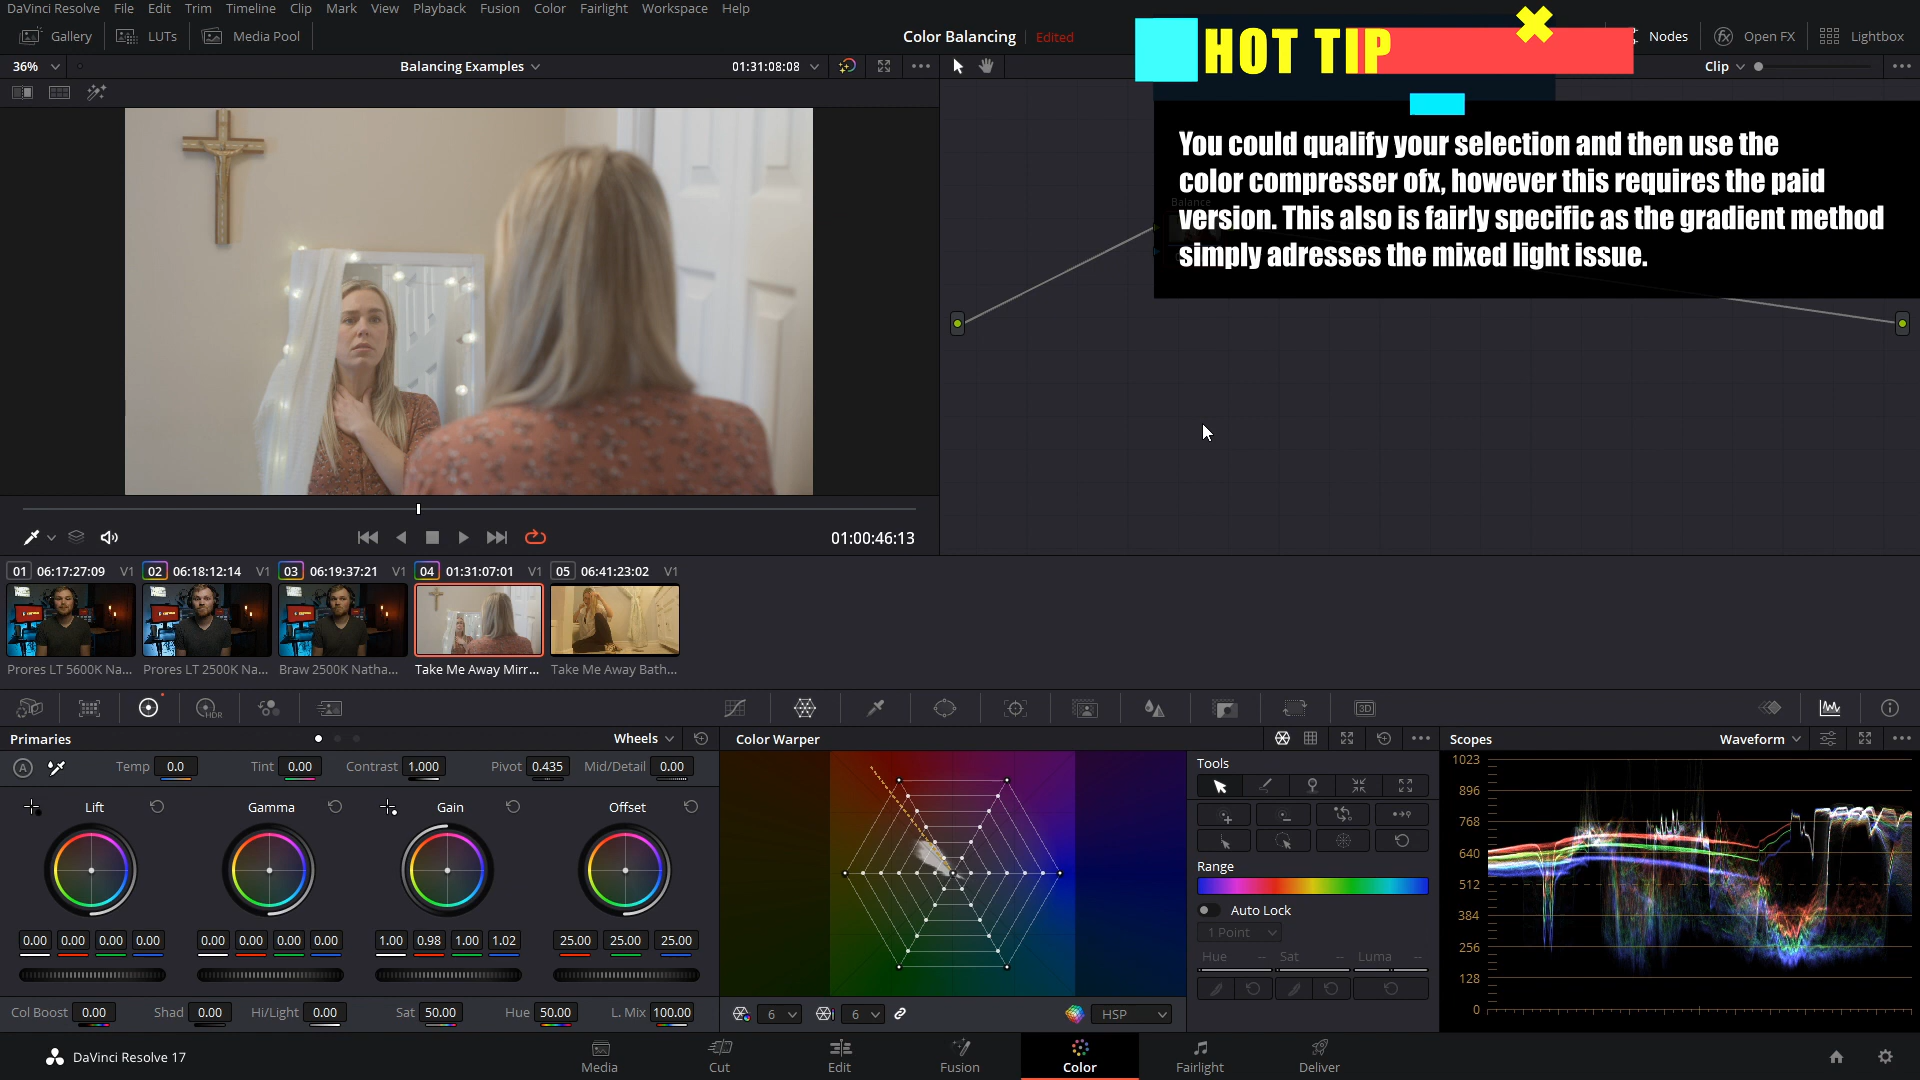 DaVinci Resolve File Edit Trim Timeline Clip Mark View Playback Fusion Color Fairlight Workspace Help
Gallery LUTs Media Pool Color Balancing Edited Nodes Open FX Lightbox
HOT TIP
36% Balancing Examples 01:31:08:08 Clip
You could qualify your selection and then use the
color compresser ofx, however this requires the paid
version. This also is fairly specific as the gradient method
simply adresses the mixed light issue.
Balance
01:00:46:13
01 06:17:27:09 V1 02 06:18:12:14 V1 03 06:19:37:21 V1 04 01:31:07:01 V1 05 06:41:23:02 V1
Prores LT 5600K Na... Prores LT 2500K Na... Braw 2500K Natha... Take Me Away Mirr... Take Me Away Bath...
HDR 3D
Primaries Wheels Color Warper Scopes Waveform
A Temp 0.0 Tint 0.00 Contrast 1.000 Pivot 0.435 Mid/Detail 0.00
Lift Gamma Gain Offset
0.00 0.00 0.00 0.00 0.00 0.00 0.00 0.00 1.00 0.98 1.00 1.02 25.00 25.00 25.00
Col Boost 0.00 Shad 0.00 Hi/Light 0.00 Sat 50.00 Hue 50.00 L. Mix 100.00
6 6 HSP
Tools
Range
Auto Lock
1 Point
Hue -- Sat -- Luma --
1023
896
768
640
512
384
256
128
0
DaVinci Resolve 17 Media Cut Edit Fusion Color Fairlight Deliver